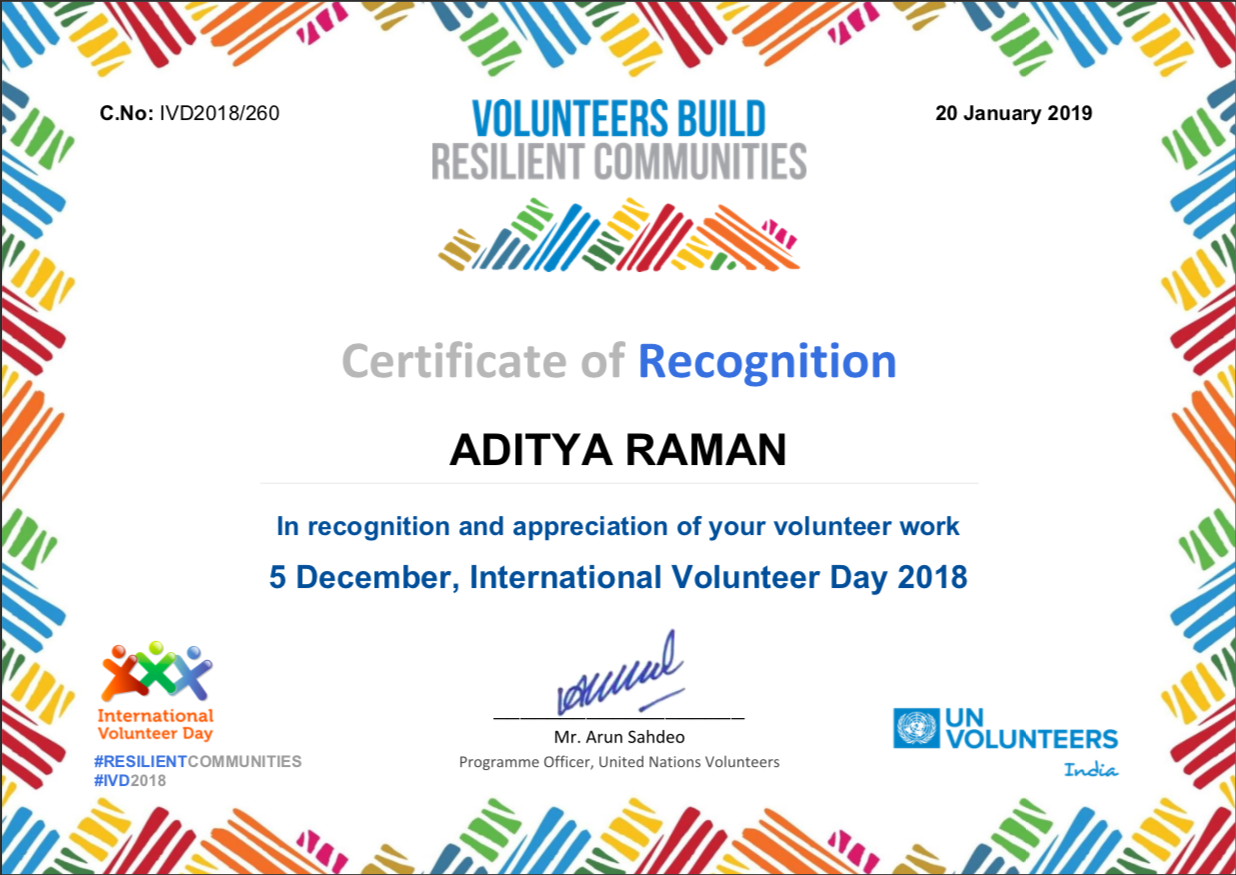 C.No: IVD2018/260
20 January 2019
VOLUNTEERS BUILD
RESILIENT COMMUNITIES
Certificate of Recognition
ADITYA RAMAN
In recognition and appreciation of your volunteer work
5 December, International Volunteer Day 2018
International
Volunteer Day
#RESILIENTCOMMUNITIES
#IVD2018
Mr. Arun Sahdeo
Programme Officer, United Nations Volunteers
UN
VOLUNTEERS
India